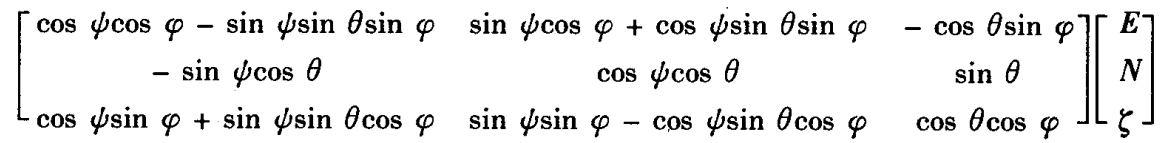 cos ψcos φ − sin ψsin θsin φ sin ψcos φ + cos ψsin θsin φ − cos θsin φ E
− sin ψcos θ cos ψcos θ sin θ N
cos ψsin φ + sin ψsin θcos φ sin ψsin φ − cos ψsin θcos φ cos θcos φ ζ